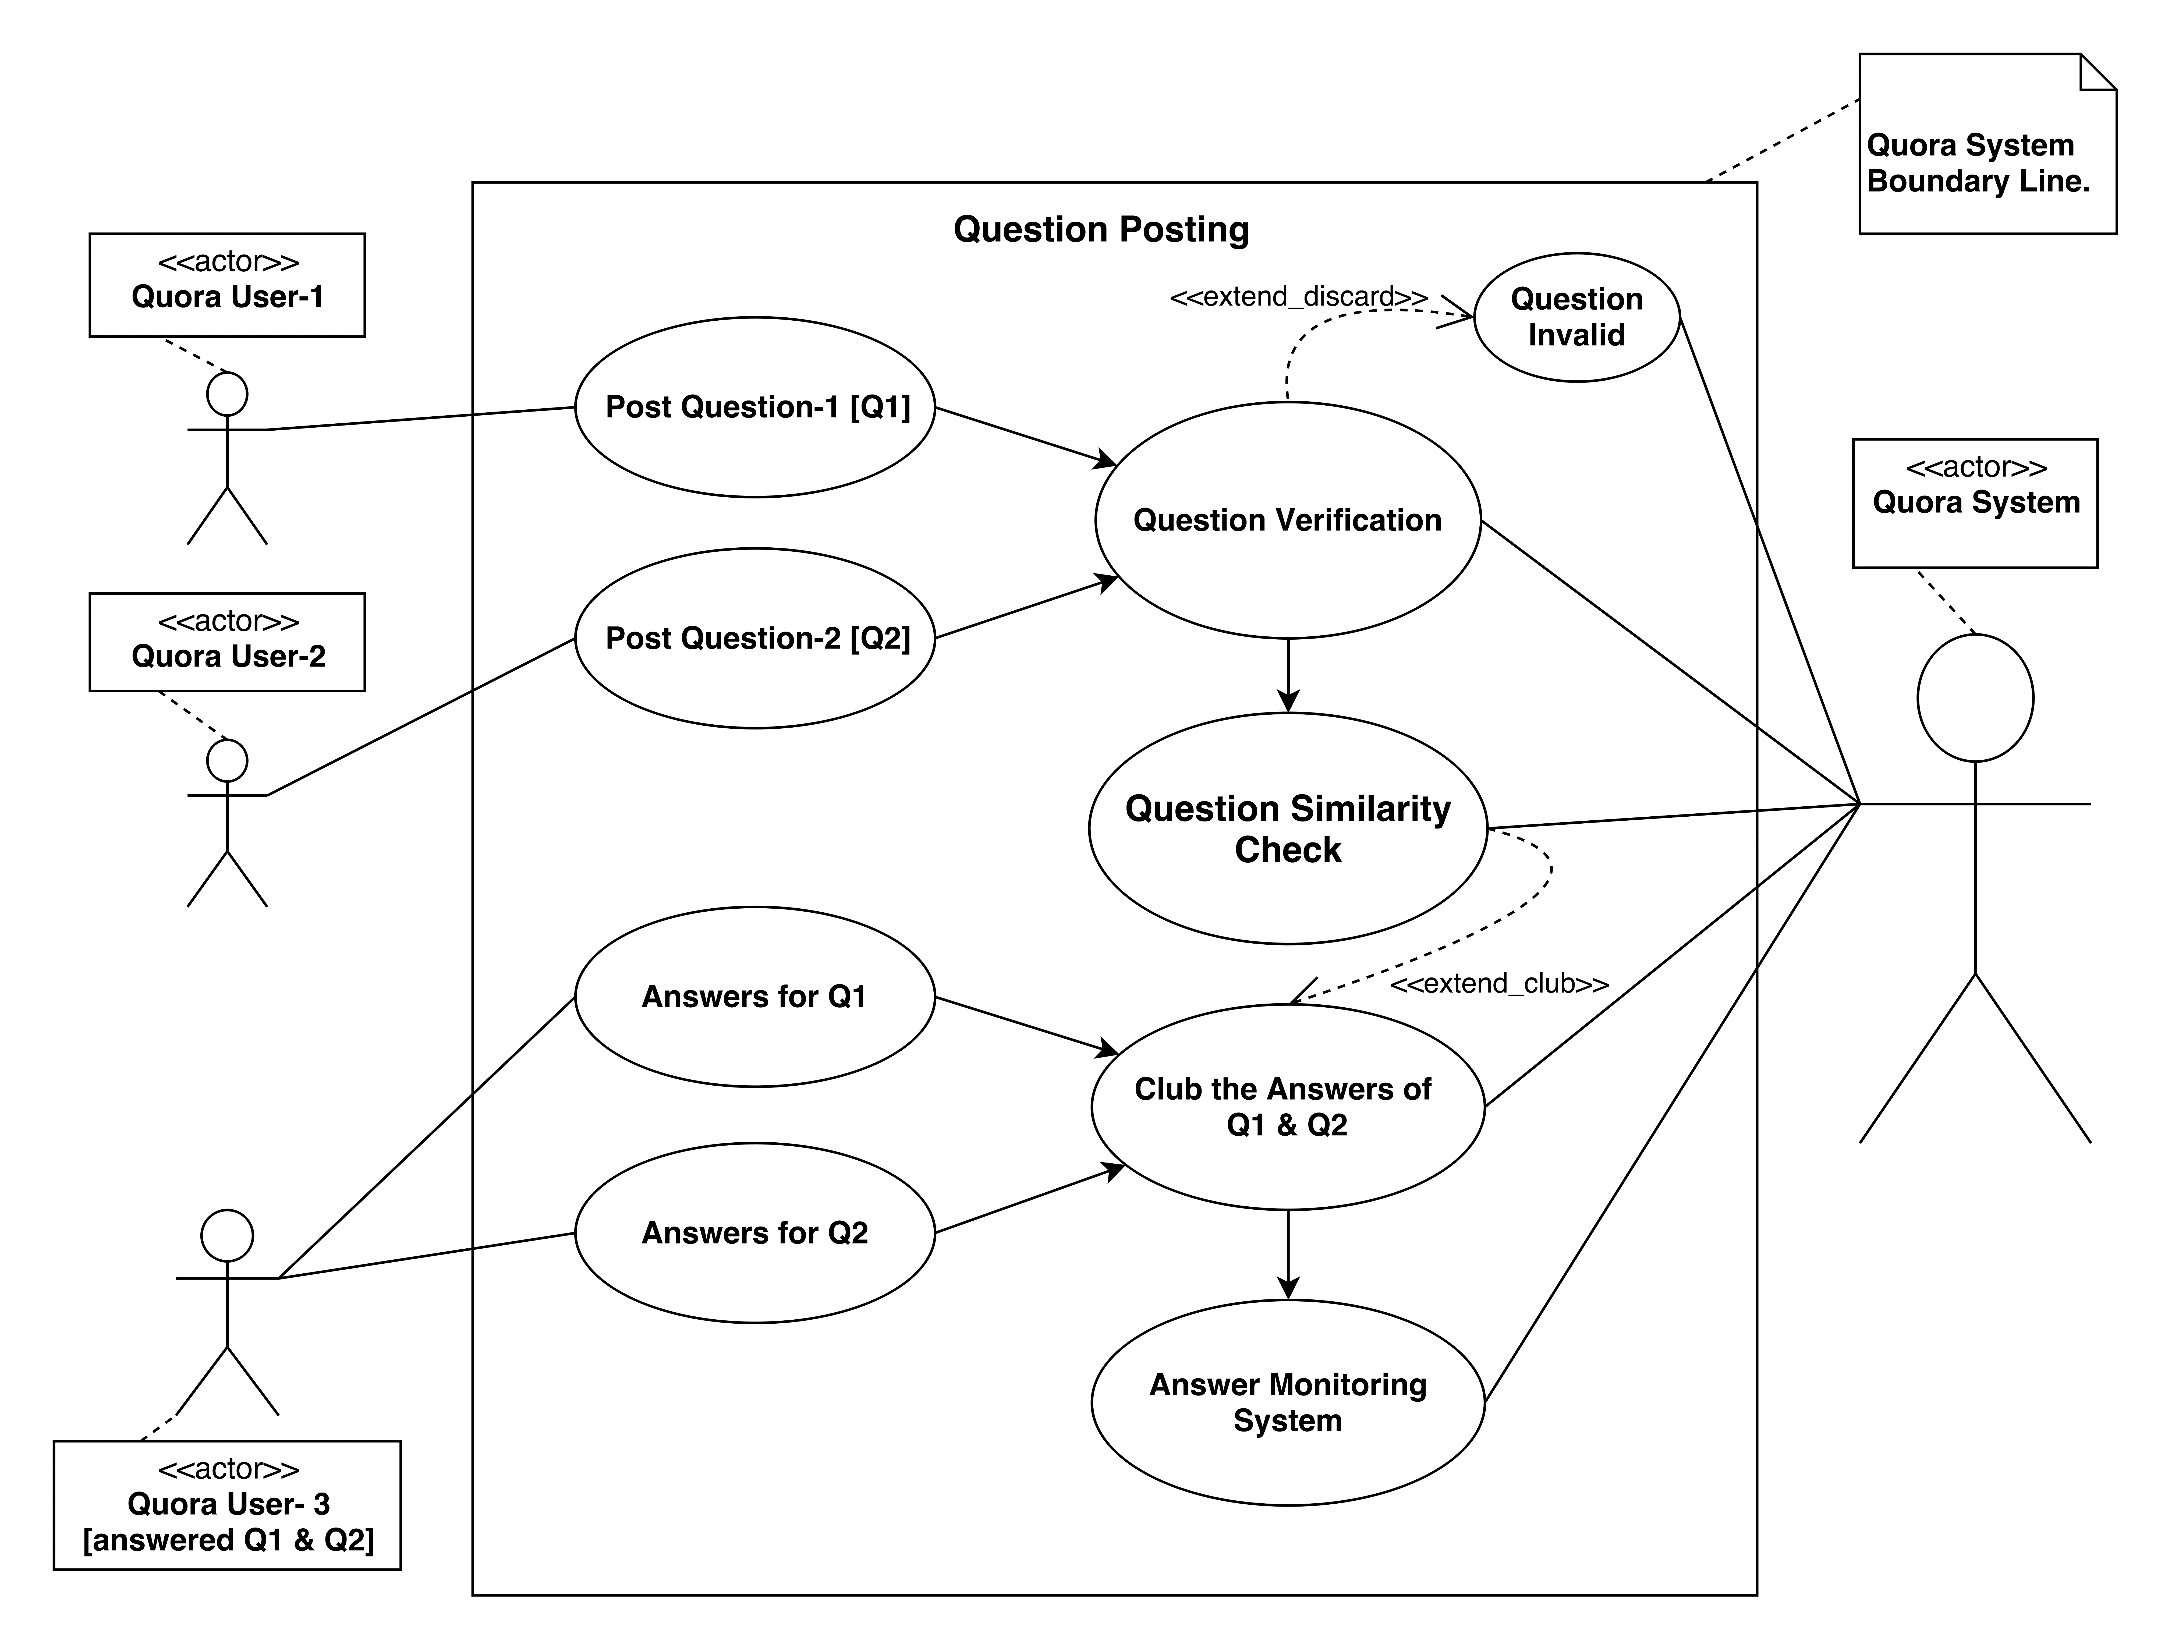 Quora System
Boundary Line.
Question Posting
<<actor>>
Quora User-1
<<extend_discard>>
Question
Invalid
Post Question-1 [Q1]
<<actor>>
Quora System
Question Verification
<<actor>>
Quora User-2
Post Question-2 [Q2]
Question Similarity
Check
<<extend_club>>
Answers for Q1
Club the Answers of
Q1 & Q2
Answers for Q2
Answer Monitoring
System
<<actor>>
Quora User- 3
[answered Q1 & Q2]